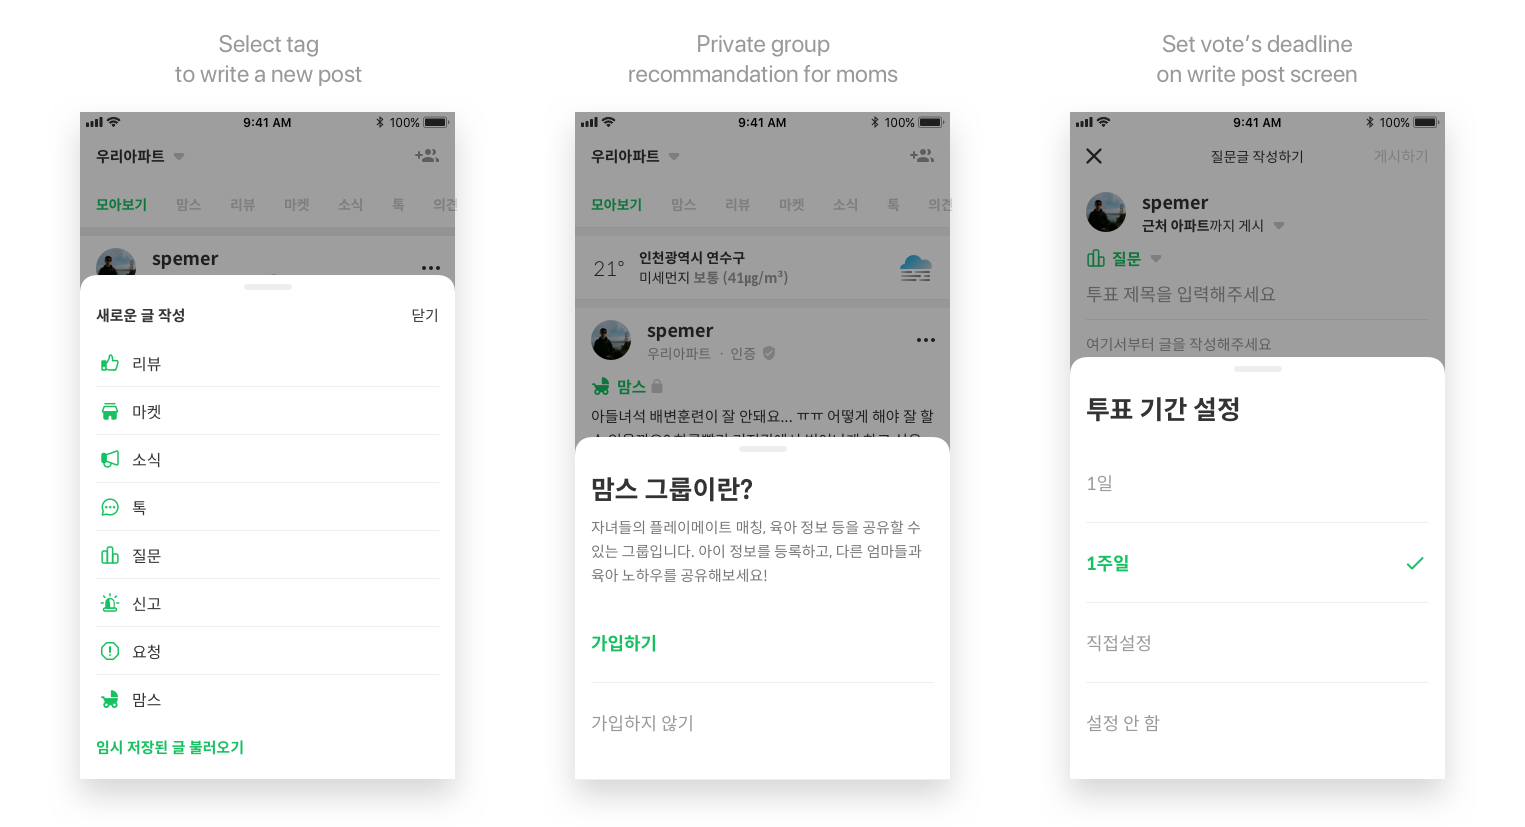 Select tag
to write a new post
9:41 AM
100%
우리아파트
모아보기 맘스 리뷰 마켓 소식 톡 의견
spemer
새로운 글 작성
닫기
리뷰
마켓
소식
톡
질문
신고
요청
맘스
임시 저장된 글 불러오기
Private group
recommandation for moms
9:41 AM
100%
우리아파트
모아보기 맘스 리뷰 마켓 소식 톡 의견
21°
인천광역시 연수구
미세먼지 보통 (41㎍/m³)
spemer
우리아파트 · 인증
맘스
아들녀석 배변훈련이 잘 안돼요... ㅠㅠ 어떻게 해야 잘 할
맘스 그룹이란?
자녀들의 플레이메이트 매칭, 육아 정보 등을 공유할 수
있는 그룹입니다. 아이 정보를 등록하고, 다른 엄마들과
육아 노하우를 공유해보세요!
가입하기
가입하지 않기
Set vote's deadline
on write post screen
9:41 AM
100%
질문글 작성하기
게시하기
spemer
근처 아파트까지 게시
질문
투표 제목을 입력해주세요
여기서부터 글을 작성해주세요
투표 기간 설정
1일
1주일
직접설정
설정 안 함